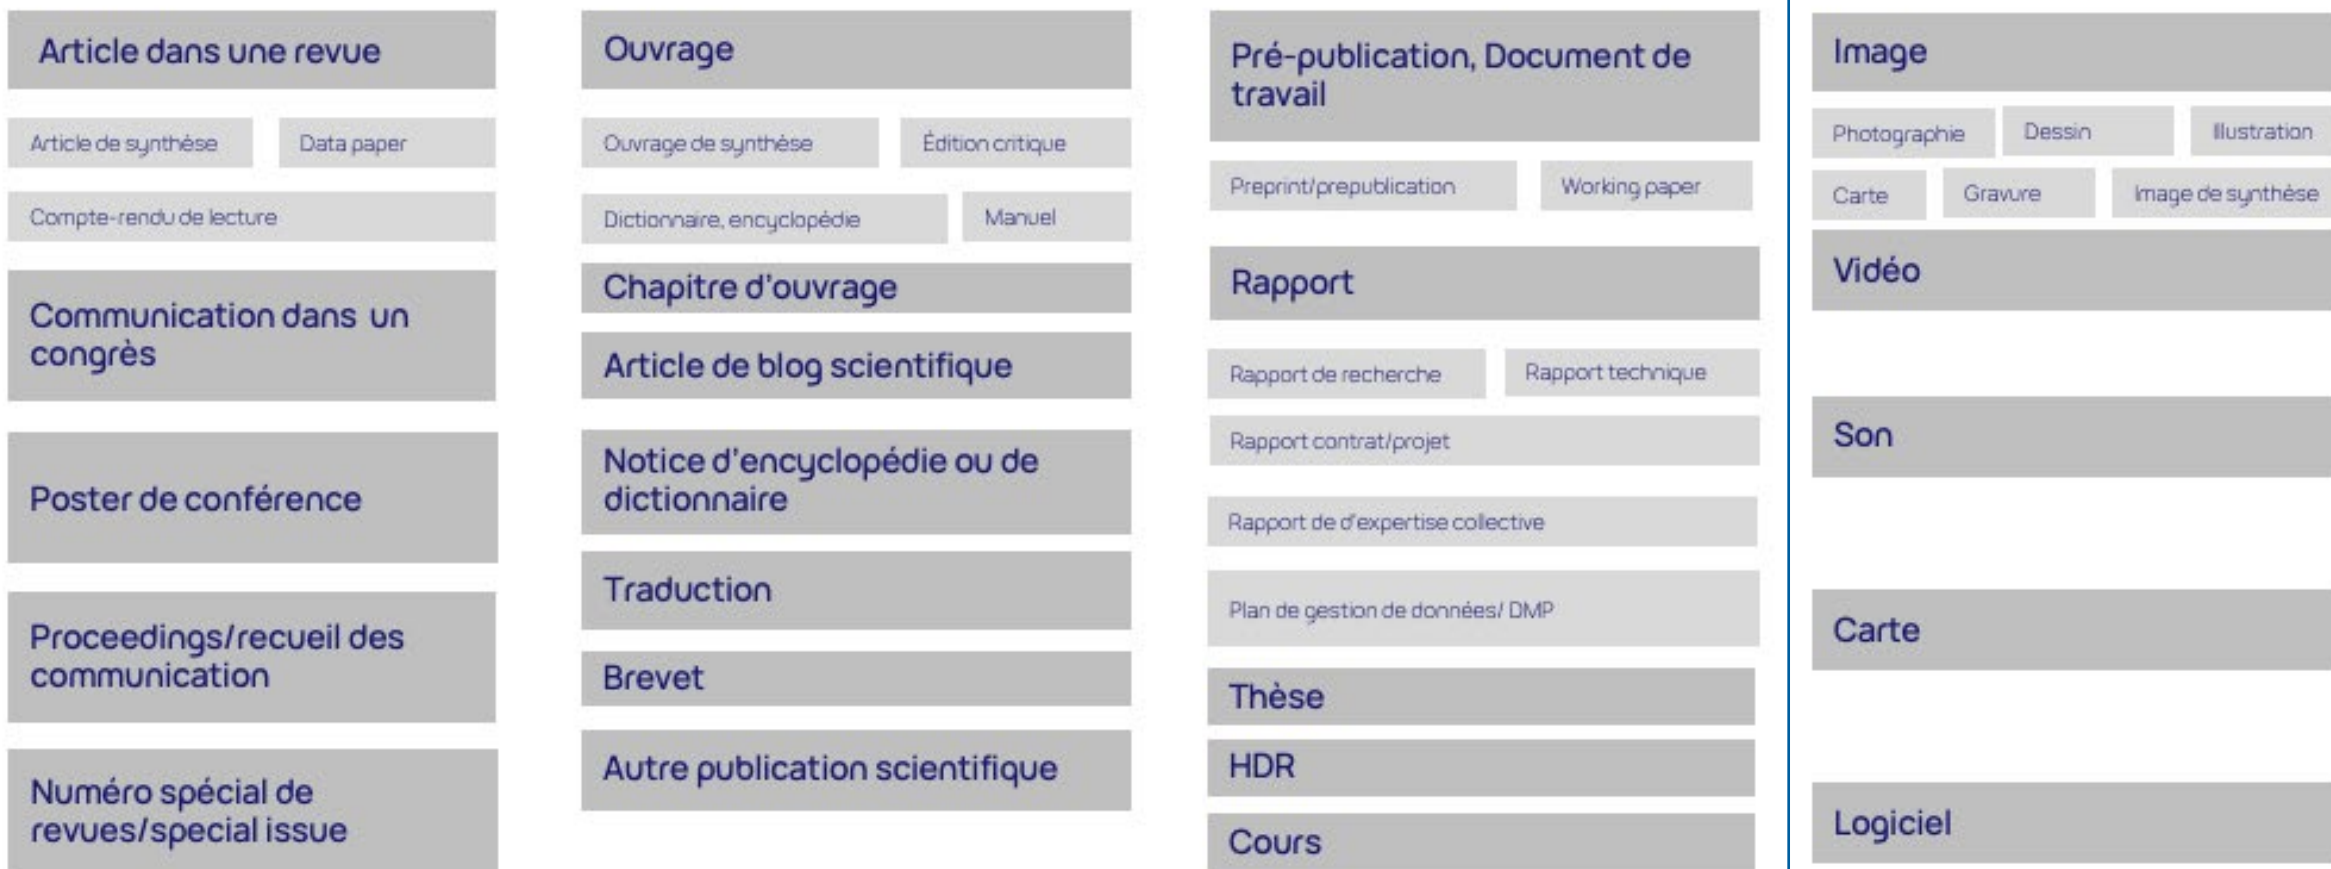 Article dans une revue
Article de synthèse
Data paper
Compte-rendu de lecture
Communication dans un
congrès
Poster de conférence
Proceedings/recueil des
communication
Numéro spécial de
revues/special issue
Ouvrage
Ouvrage de synthèse
Édition critique
Dictionnaire, encyclopédie
Manuel
Chapitre d'ouvrage
Article de blog scientifique
Notice d'encyclopédie ou de
dictionnaire
Traduction
Brevet
Autre publication scientifique
Pré-publication, Document de
travail
Preprint/prepublication
Working paper
Rapport
Rapport de recherche
Rapport technique
Rapport contrat/projet
Rapport de d'expertise collective
Plan de gestion de données/ DMP
Thèse
HDR
Cours
Image
Photographie
Dessin
Illustration
Carte
Gravure
Image de synthèse
Vidéo
Son
Carte
Logiciel